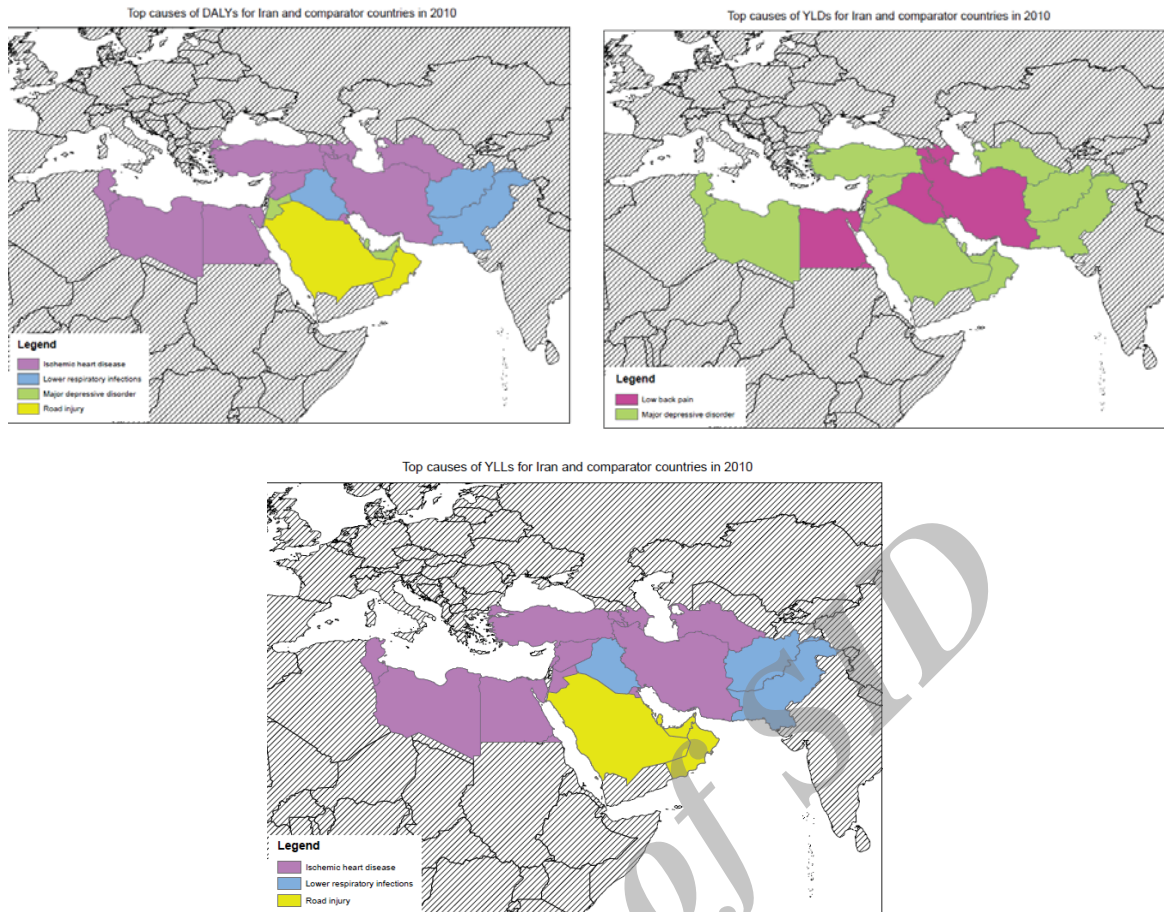 Top causes of DALYs for Iran and comparator countries in 2010
Legend
Ischemic heart disease
Lower respiratory infections
Major depressive disorder
Road injury
Top causes of YLDs for Iran and comparator countries in 2010
Legend
Low back pain
Major depressive disorder
Top causes of YLLs for Iran and comparator countries in 2010
Legend
Ischemic heart disease
Lower respiratory infections
Road injury
of SID